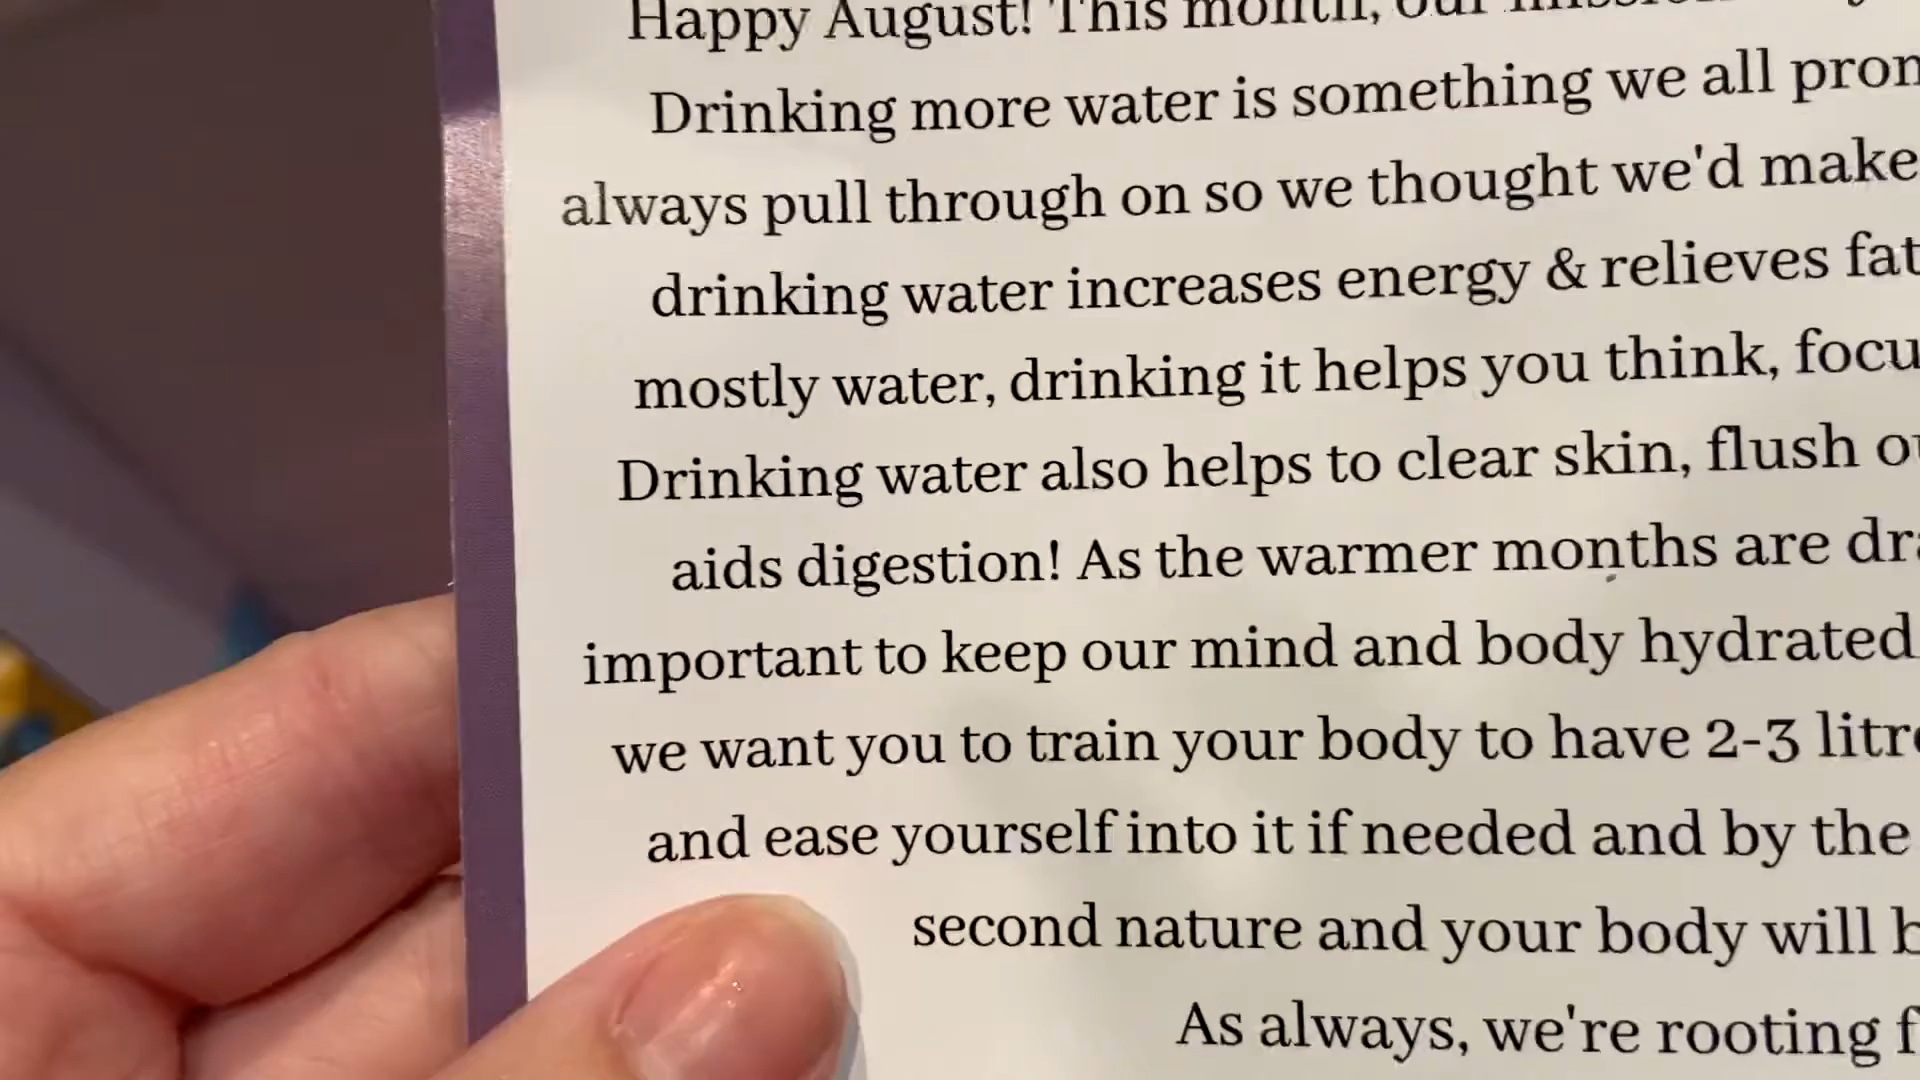 Happy August! This month, our
Drinking more water is something we all
always pull through on so we thought we'd make
drinking water increases energy & relieves
mostly water, drinking it helps you think,
Drinking water also helps to clear skin, flush
aids digestion! As the warmer months are
important to keep our mind and body hydrated
we want you to train your body to have 2-3
and ease yourself into it if needed and by the
second nature and your body will
As always, we're rooting